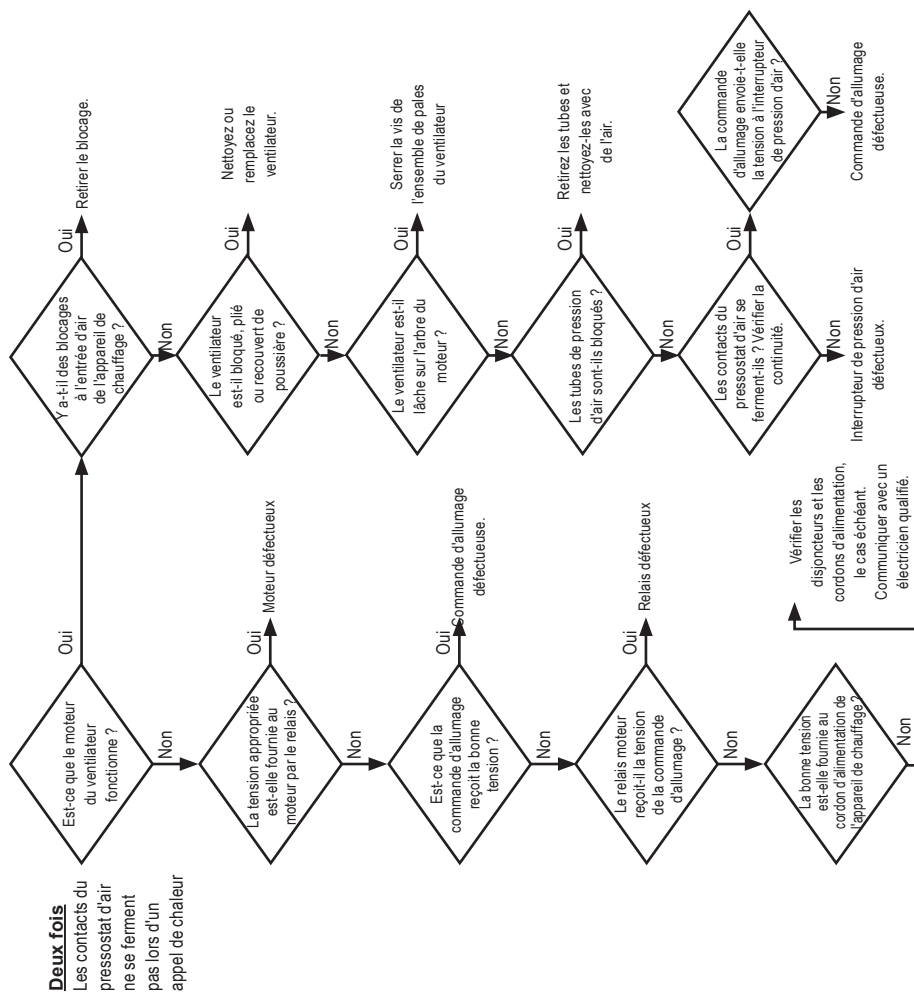 Deux fois
Les contacts du
pressostat d'air
ne se ferment
pas lors d'un
appel de chaleur
Est-ce que le moteur
du ventilateur
fonctionne ?
Oui
Non
La tension appropriée
est-elle fournie au
moteur par le relais ?
Oui
Moteur défectueux
Non
Est-ce que la
commande d'allumage
reçoit la bonne
tension ?
Oui
Commande d'allumage
défectueuse.
Non
Le relais moteur
reçoit-il la tension
de la commande
d'allumage ?
Oui
Relais défectueux
Non
La bonne tension
est-elle fournie au
cordon d'alimentation de
l'appareil de chauffage ?
Non
Vérifier les
disjoncteurs et les
cordons d'alimentation,
le cas échéant.
Communiquer avec un
électricien qualifié.
Y a-t-il des blocages
à l'entrée d'air
de l'appareil de
chauffage ?
Oui
Retirer le blocage.
Non
Le ventilateur
est-il bloqué, plié
ou recouvert de
poussière ?
Oui
Nettoyez ou
remplacez le
ventilateur.
Non
Le ventilateur est-il
lâche sur l'arbre du
moteur ?
Oui
Serrer la vis de
l'ensemble de pales
du ventilateur
Non
Les tubes de pression
d'air sont-ils bloqués ?
Oui
Retirez les tubes et
nettoyez-les avec
de l'air.
Non
Les contacts du
pressostat d'air se
ferment-ils ? Vérifier la
continuité.
Oui
Non
Interrupteur de pression d'air
défectueux.
La commande
d'allumage envoie-t-elle
la tension à l'interrupteur
de pression d'air ?
Non
Commande d'allumage
défectueuse.